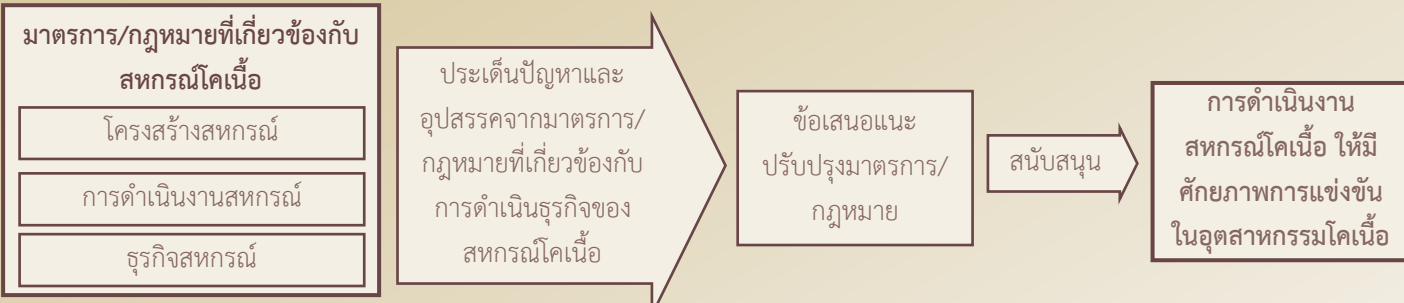 มาตรการ/กฎหมายที่เกี่ยวข้องกับ
สหกรณ์โคเนื้อ
โครงสร้างสหกรณ์
การดำเนินงานสหกรณ์
ธุรกิจสหกรณ์
ประเด็นปัญหาและ
อุปสรรคจากมาตรการ/
กฎหมายที่เกี่ยวข้องกับ
การดำเนินธุรกิจของ
สหกรณ์โคเนื้อ
ข้อเสนอแนะ
ปรับปรุงมาตรการ/
กฎหมาย
สนับสนุน
การดำเนินงาน
สหกรณ์โคเนื้อ ให้มี
ศักยภาพการแข่งขัน
ในอุตสาหกรรมโคเนื้อ